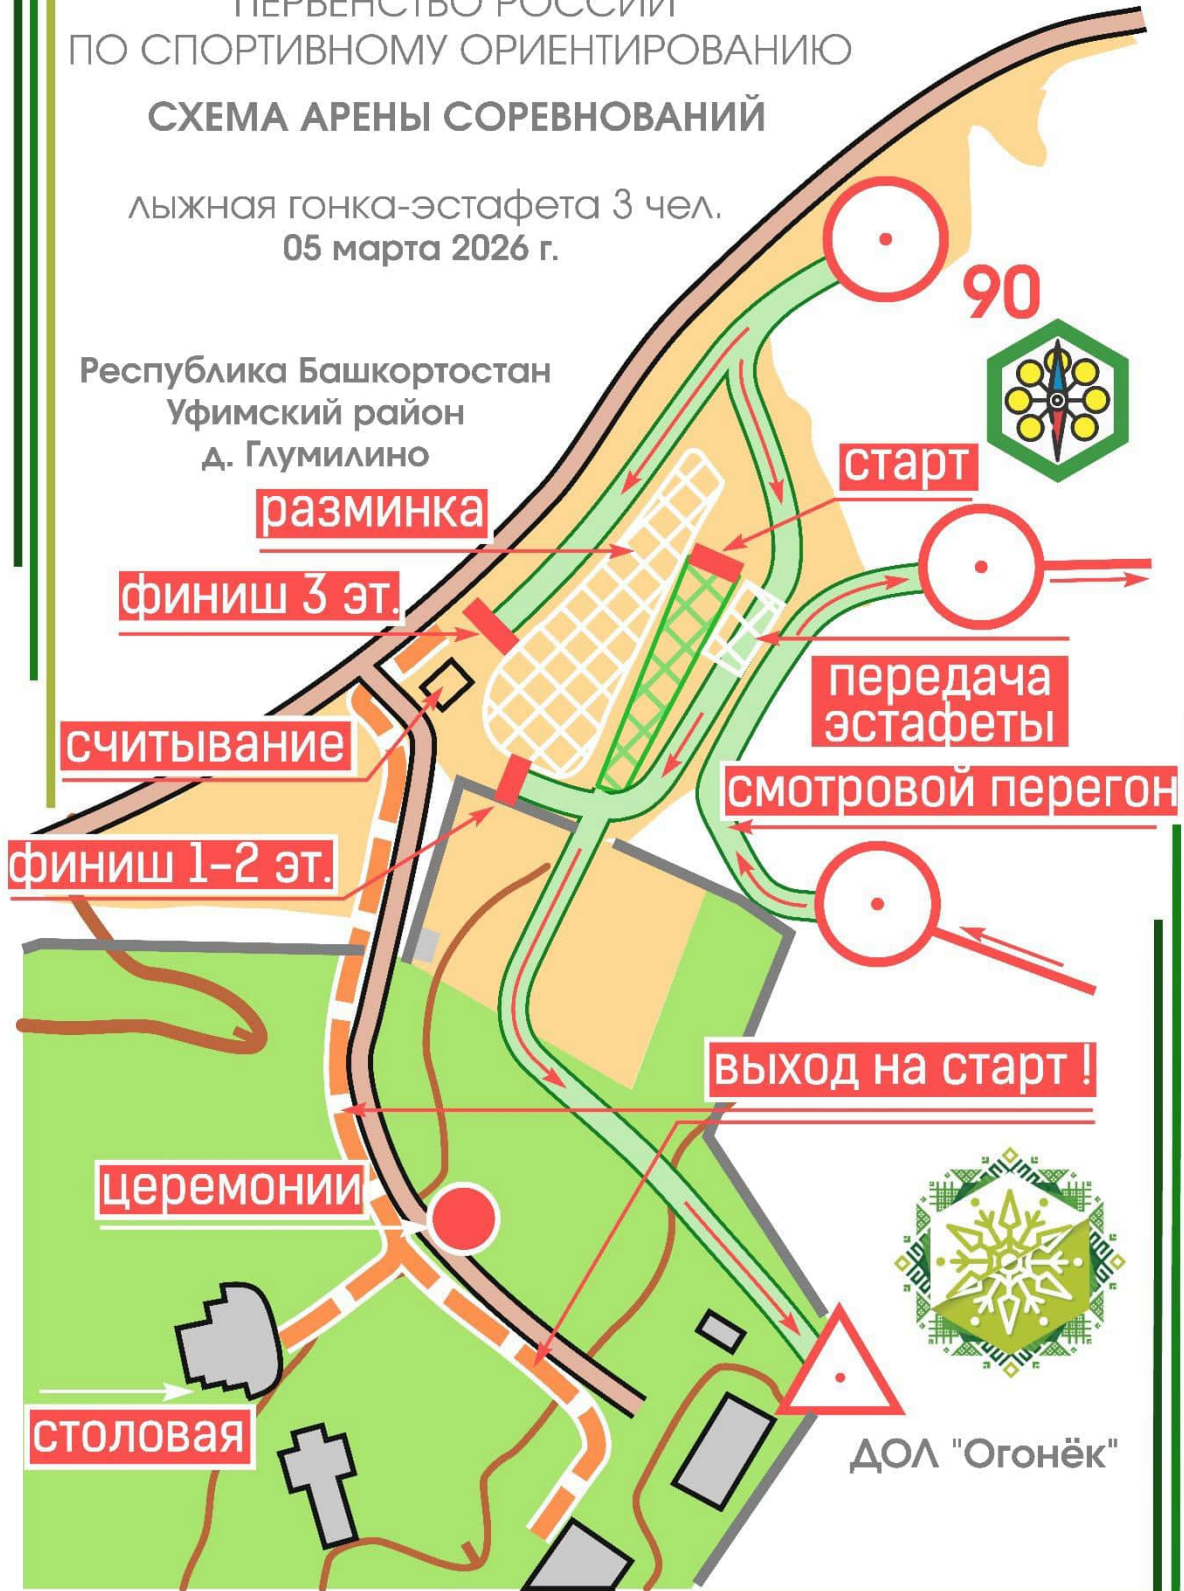 ПЕРВЕНСТВО РОССИИ
ПО СПОРТИВНОМУ ОРИЕНТИРОВАНИЮ
СХЕМА АРЕНЫ СОРЕВНОВАНИЙ
лыжная гонка-эстафета 3 чел.
05 марта 2026 г.
90
Республика Башкортостан
Уфимский район
д. Глумилино
старт
разминка
финиш 3 эт.
передача
эстафеты
считывание
смотровой перегон
финиш 1-2 эт.
выход на старт !
церемонии
столовая
ДОЛ "Огонёк"